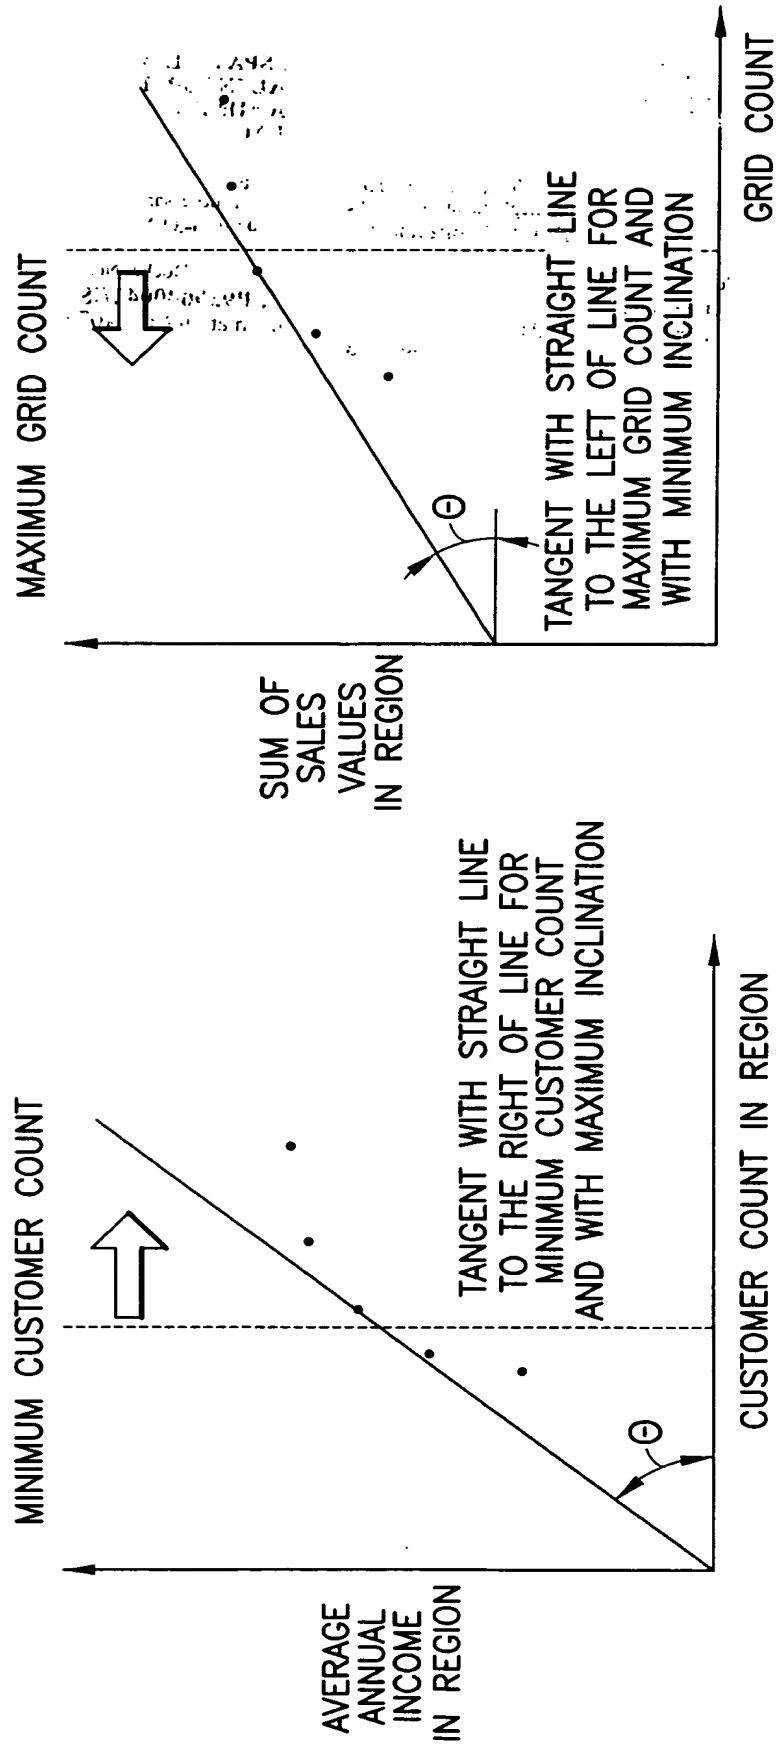 MINIMUM CUSTOMER COUNT
AVERAGE
ANNUAL
INCOME
IN REGION
TANGENT WITH STRAIGHT LINE
TO THE RIGHT OF LINE FOR
MINIMUM CUSTOMER COUNT
AND WITH MAXIMUM INCLINATION
Θ
CUSTOMER COUNT IN REGION
MAXIMUM GRID COUNT
SUM OF
SALES
VALUES
IN REGION
Θ
TANGENT WITH STRAIGHT LINE
TO THE LEFT OF LINE FOR
MAXIMUM GRID COUNT AND
WITH MINIMUM INCLINATION
GRID COUNT